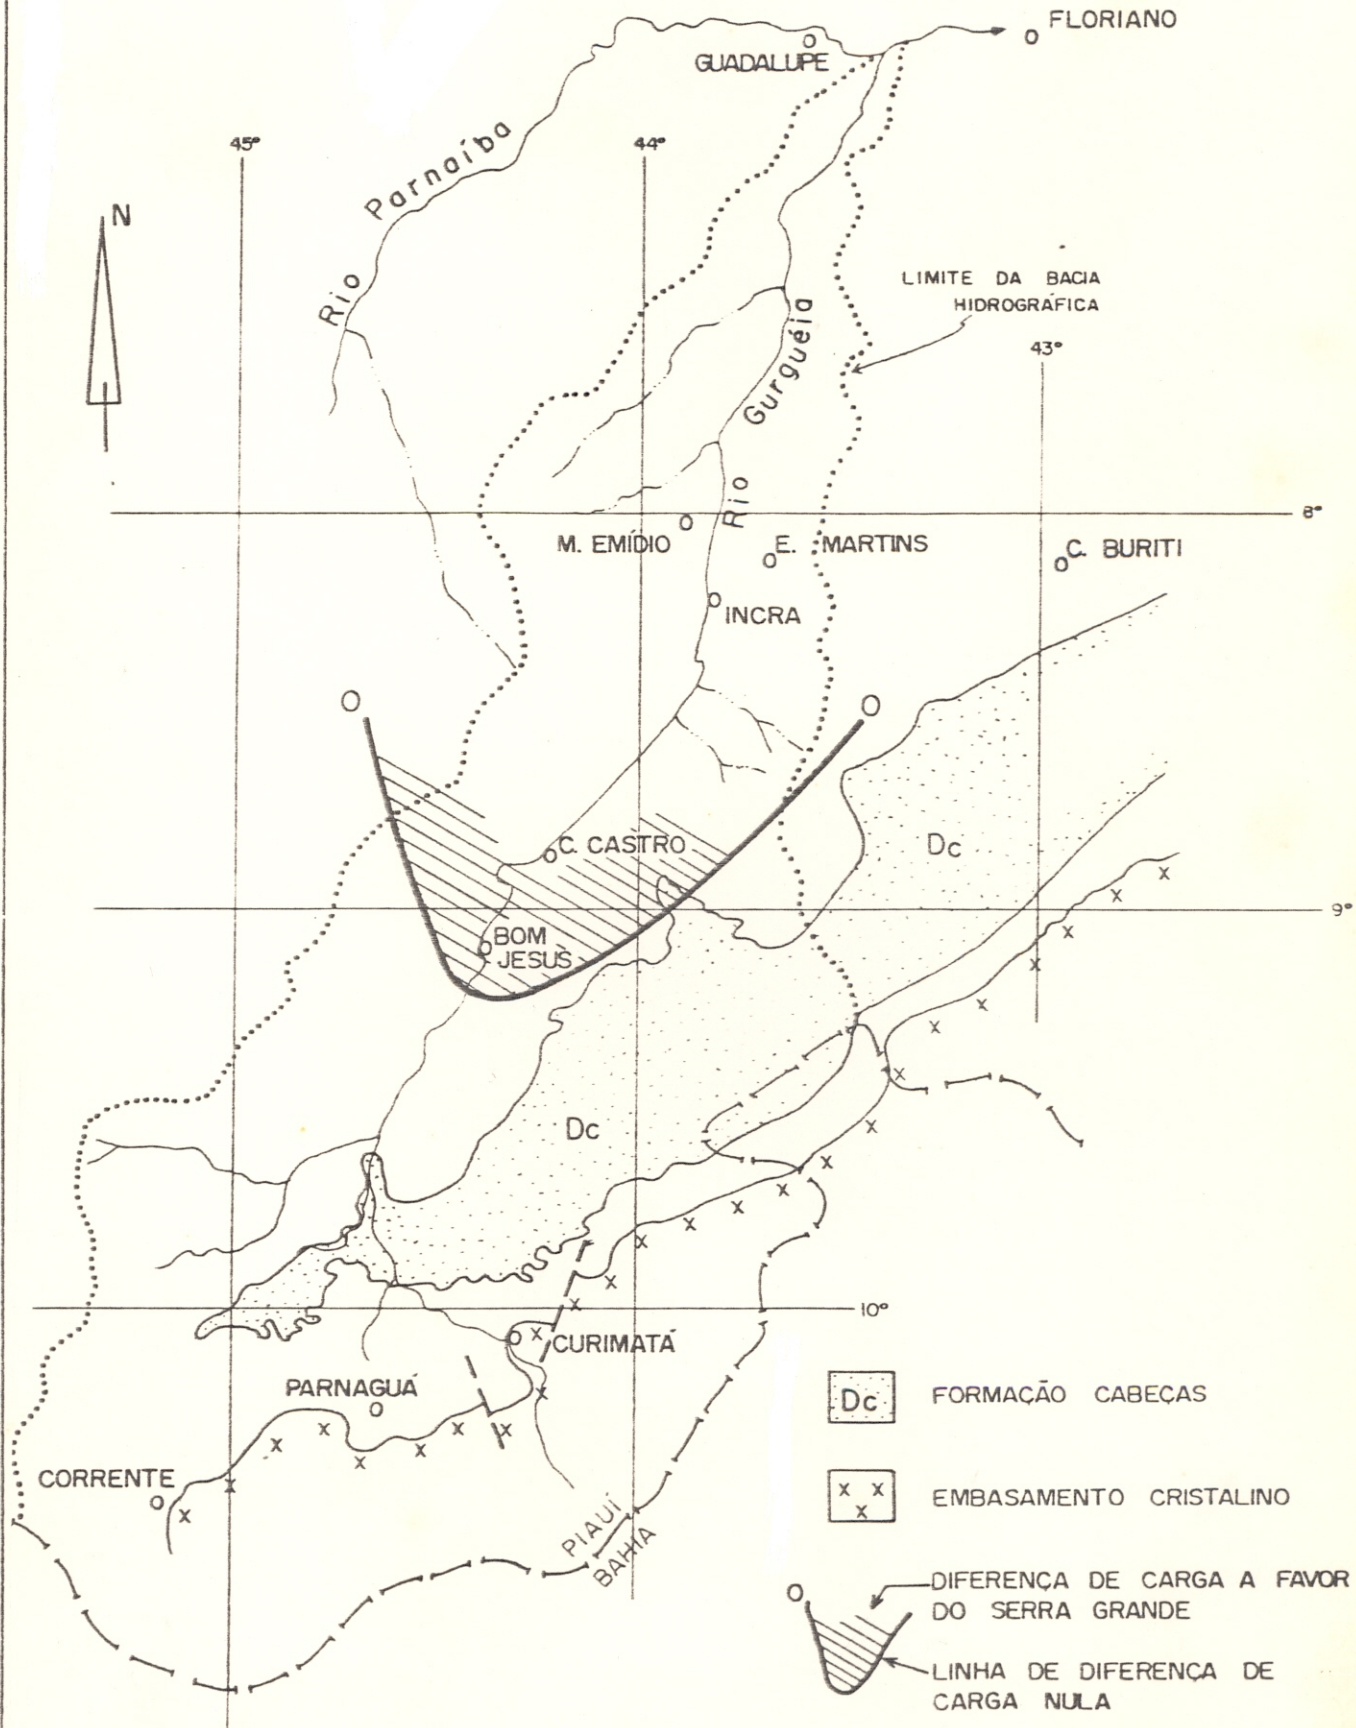 FLORIANO
GUADALUPE
45°
44°
Rio Parnaíba
N
LIMITE DA BACIA
HIDROGRÁFICA
43°
Rio Gurguéia
8°
M. EMÍDIO
E. MARTINS
C. BURITI
INCRA
O
O
C. CASTRO
Dc
9°
BOM
JESUS
Dc
10°
CURIMATÁ
PARNAGUÁ
CORRENTE
PIAUÍ
BAHIA
Dc FORMAÇÃO CABEÇAS
x x
x
EMBASAMENTO CRISTALINO
O
DIFERENÇA DE CARGA A FAVOR
DO SERRA GRANDE
LINHA DE DIFERENÇA DE
CARGA NULA